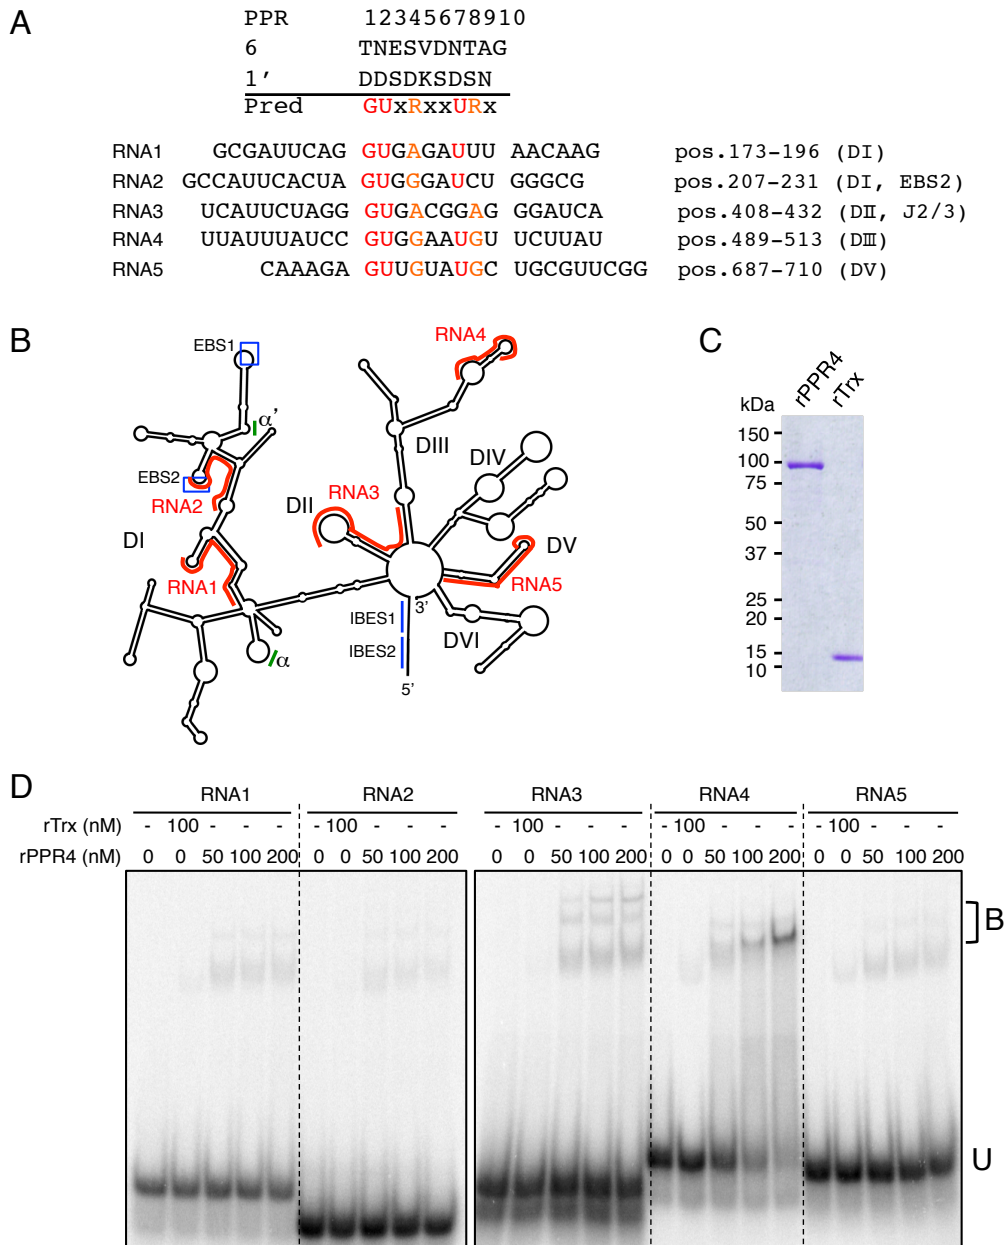 A
PPR 12345678910
6 TNESVDNTAG
1′ DDSDKSDSN
Pred GUxRxxURx
RNA1 GCGAUUCAG GUGAGAUUU AACAAG pos.173-196 (DI)
RNA2 GCCAUUCACUA GUGGGAUCU GGGCG pos.207-231 (DI, EBS2)
RNA3 UCAUUCUAGG GUGACGGAG GGAUCA pos.408-432 (DII, J2/3)
RNA4 UUAUUUAUCC GUGGAAUGU UCUUAU pos.489-513 (DIII)
RNA5 CAAAGA GUUGUAUGC UGCGUUCGG pos.687-710 (DV)
B
EBS1
RNA4
α'
DIII
DIV
EBS2
RNA2
RNA3
DII
DI
DV
RNA1
RNA5
IBES1
3'
DVI
IBES2
α
5'
C
rPPR4 rTrx
kDa
150
100
75
50
37
25
20
15
10
D
RNA1 RNA2 RNA3 RNA4 RNA5
rTrx (nM) - 100 - - - - 100 - - - - 100 - - - - 100 - - - - 100 - - -
rPPR4 (nM) 0 0 50 100 200 0 0 50 100 200 0 0 50 100 200 0 0 50 100 200 0 0 50 100 200
B
U